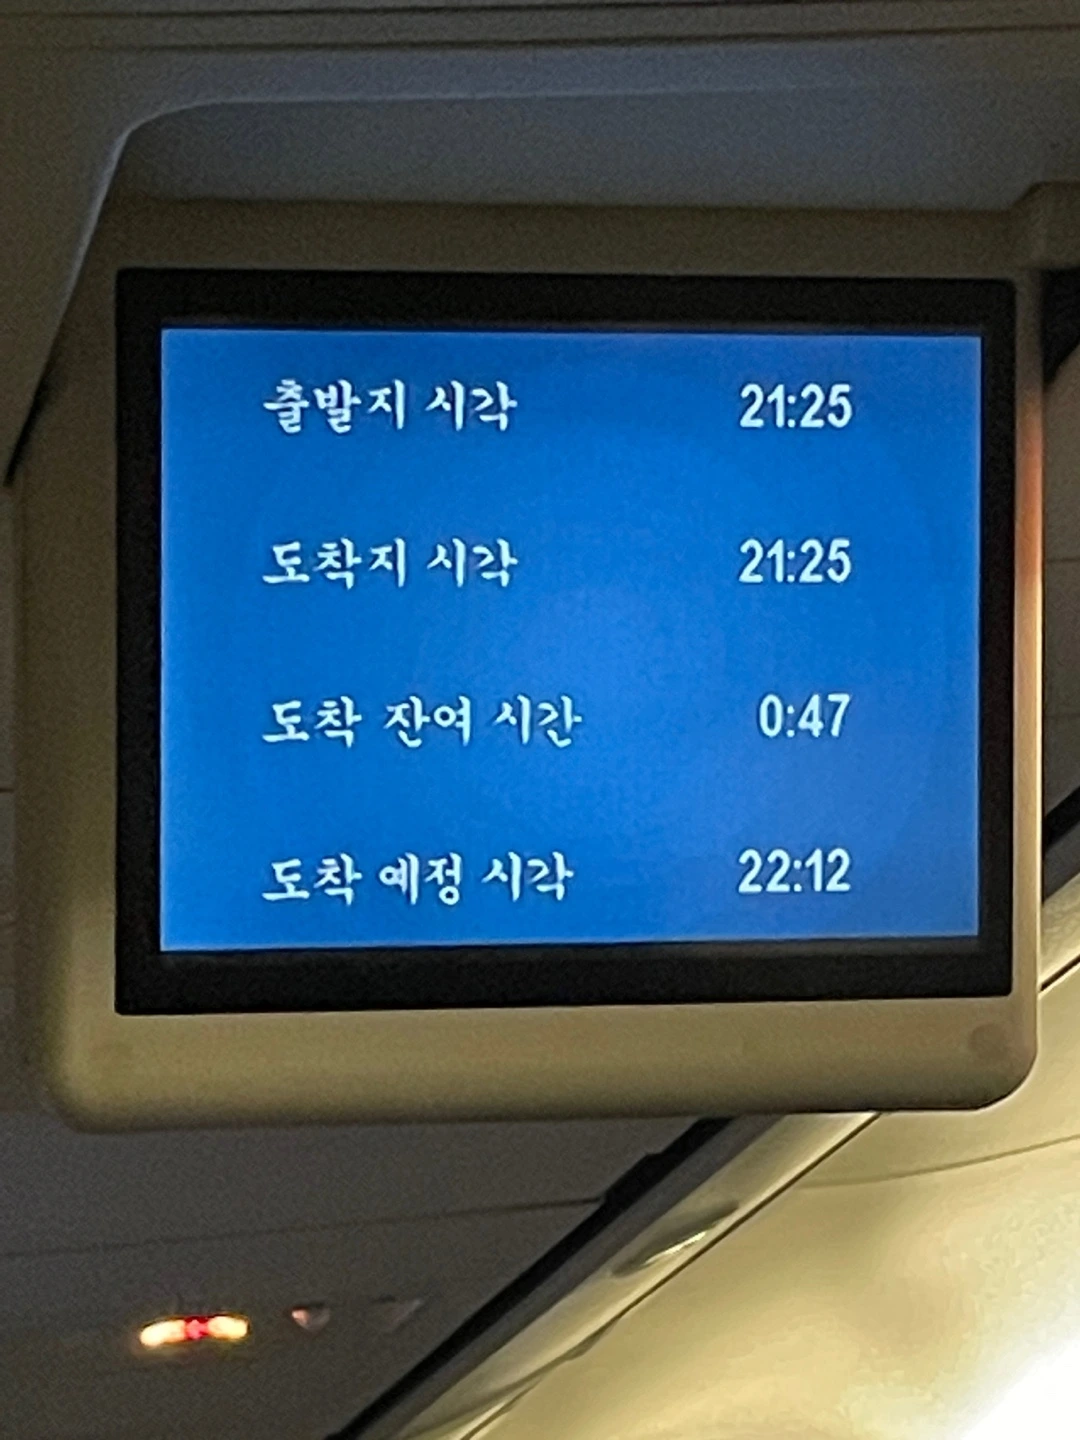 출발지 시각 21:25
도착지 시각 21:25
도착 잔여 시간 0:47
도착 예정 시각 22:12